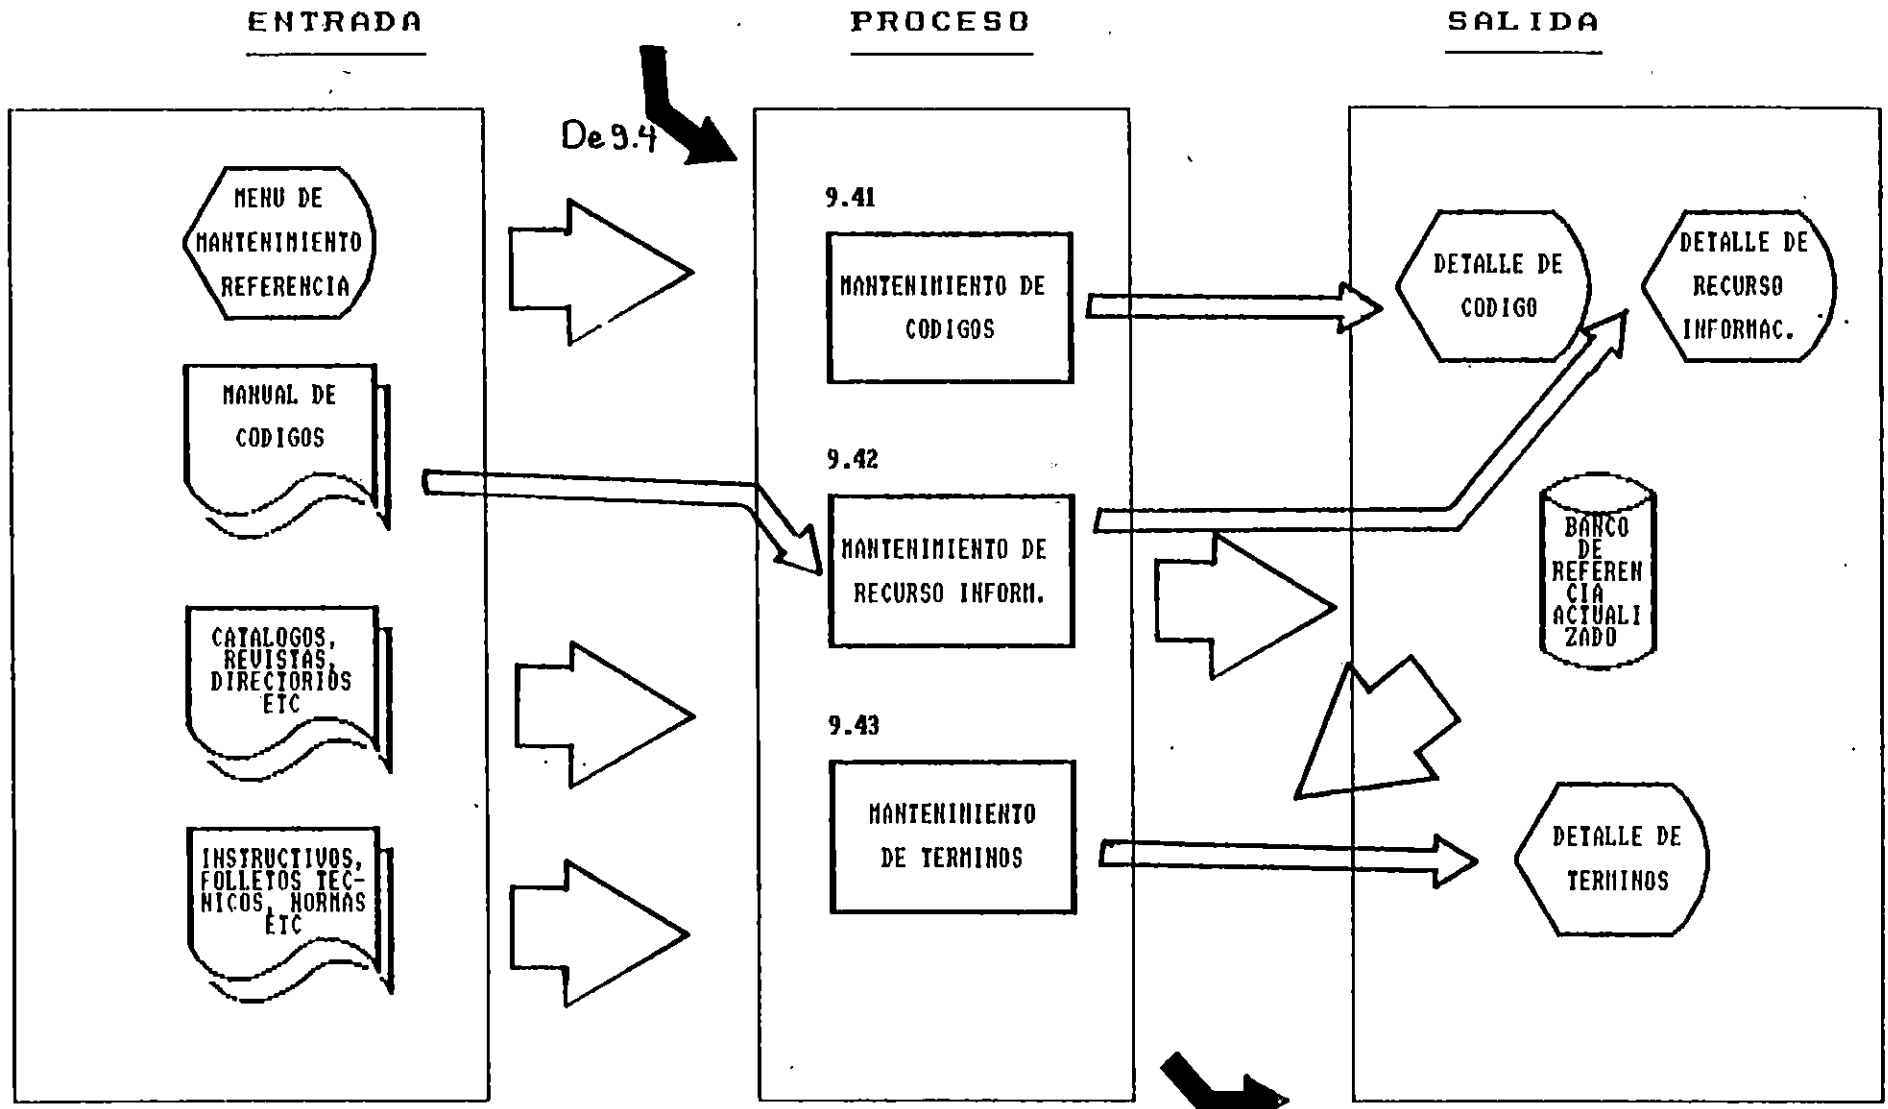 ENTRADA
PROCESO
SALIDA
De 9.4
MENU DE
MANTENIMIENTO
REFERENCIA
MANUAL DE
CODIGOS
CATALOGOS,
REVISTAS,
DIRECTORIOS
ETC
INSTRUCTIVOS,
FOLLETOS TEC-
NICOS, NORMAS
ETC
9.41
MANTENIMIENTO DE
CODIGOS
9.42
MANTENIMIENTO DE
RECURSO INFORM.
9.43
MANTENIMIENTO
DE TERMINOS
DETALLE DE
CODIGO
DETALLE DE
RECURSO
INFORMAC.
BANCO
DE
REFEREN
CIA
ACTUALI
ZADO
DETALLE DE
TERMINOS